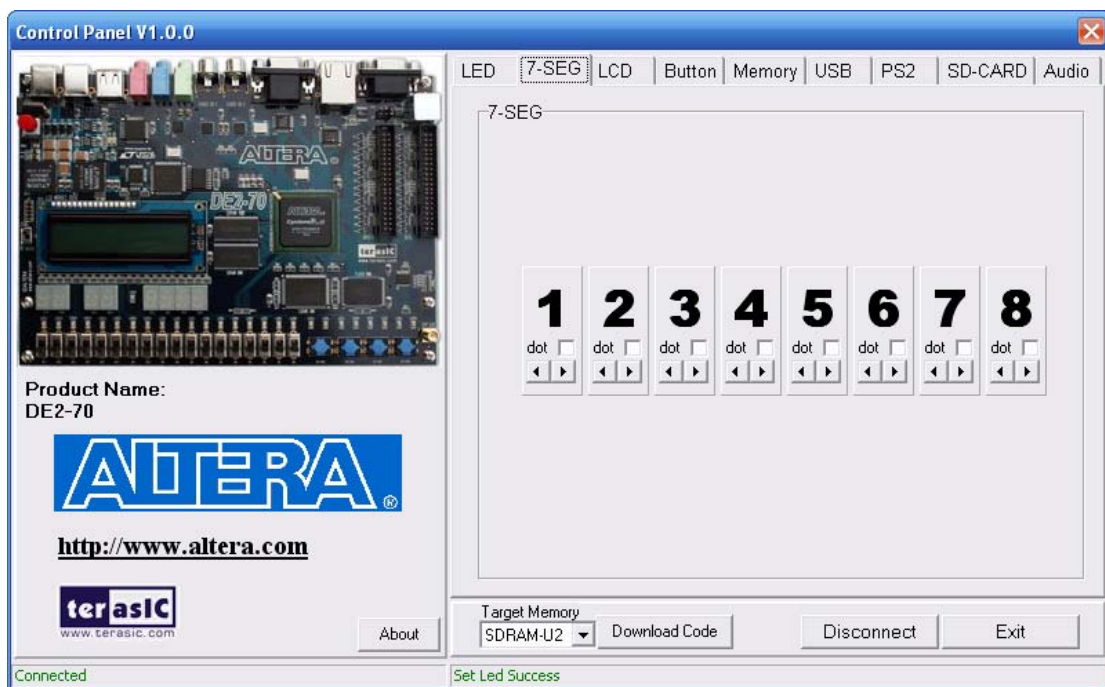 Control Panel V1.0.0
ALTERA
DE2-70
ALTERA
terasIC
Product Name:
DE2-70
ALTERA®
http://www.altera.com
terasIC
www.terasic.com
About
Connected
LED 7-SEG LCD Button Memory USB PS2 SD-CARD Audio
7-SEG
1 2 3 4 5 6 7 8
dot dot dot dot dot dot dot dot
Target Memory
SDRAM-U2 Download Code Disconnect Exit
Set Led Success